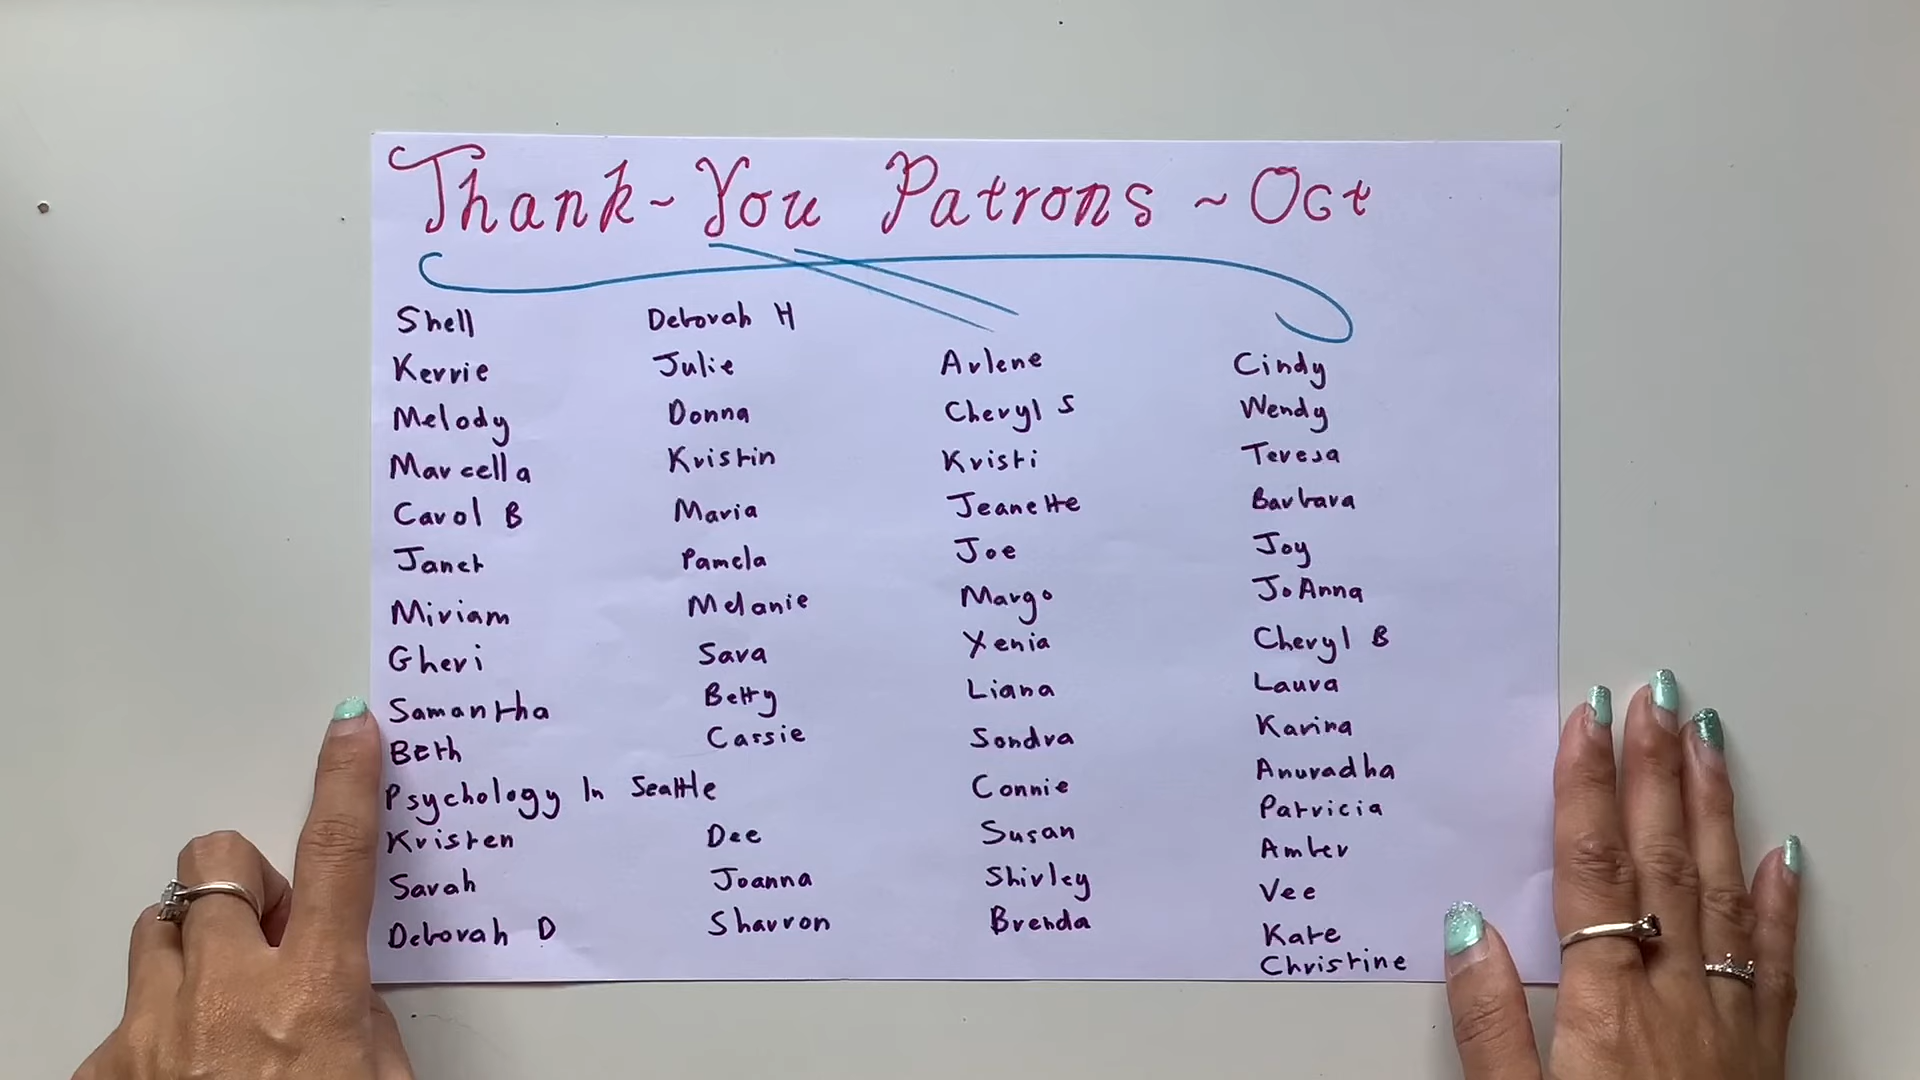 Thank-You Patrons ~ Oct
Shell
Kerrie
Melody
Marcella
Carol B
Janet
Miriam
Gheri
Samantha
Beth
Psychology In Seattle
Kristen
Sarah
Deborah D
Deborah H
Julie
Donna
Kristin
Maria
Pamela
Melanie
Sara
Betty
Cassie
Dee
Joanna
Sharron
Arlene
Cheryl S
Kristi
Jeanette
Joe
Margo
Xenia
Liana
Sondra
Connie
Susan
Shirley
Brenda
Cindy
Wendy
Teresa
Barbara
Joy
JoAnna
Cheryl B
Laura
Karina
Anuradha
Patricia
Amber
Vee
Kate
Christine